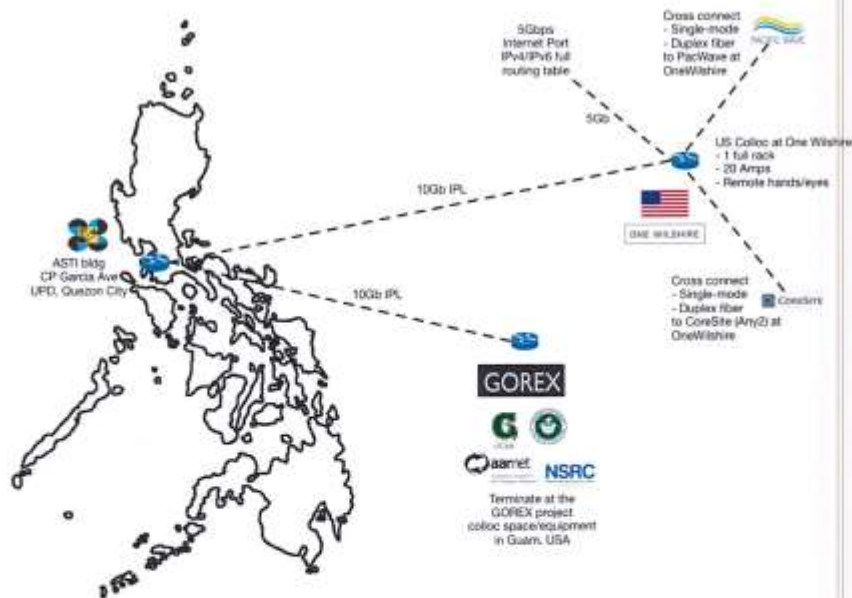 5Gbps
Internet Port
IPv4/IPv6 full
routing table
Cross connect
- Single-mode
- Duplex fiber
to PacWave at
OneWilshire
PACIFIC WAVE
5Gb
US Colloc at One Wilshire
- 1 full rack
- 20 Amps
- Remote hands/eyes
10Gb IPL
ONE WILSHIRE
ASTI bldg
CP Garcia Ave
UPD, Quezon City
10Gb IPL
Cross connect
- Single-mode
- Duplex fiber
to CoreSite (Any2) at
OneWilshire
CORESITE
GOREX
G
aarnet
NSRC
Terminate at the
GOREX project
colloc space/equipment
in Guam, USA